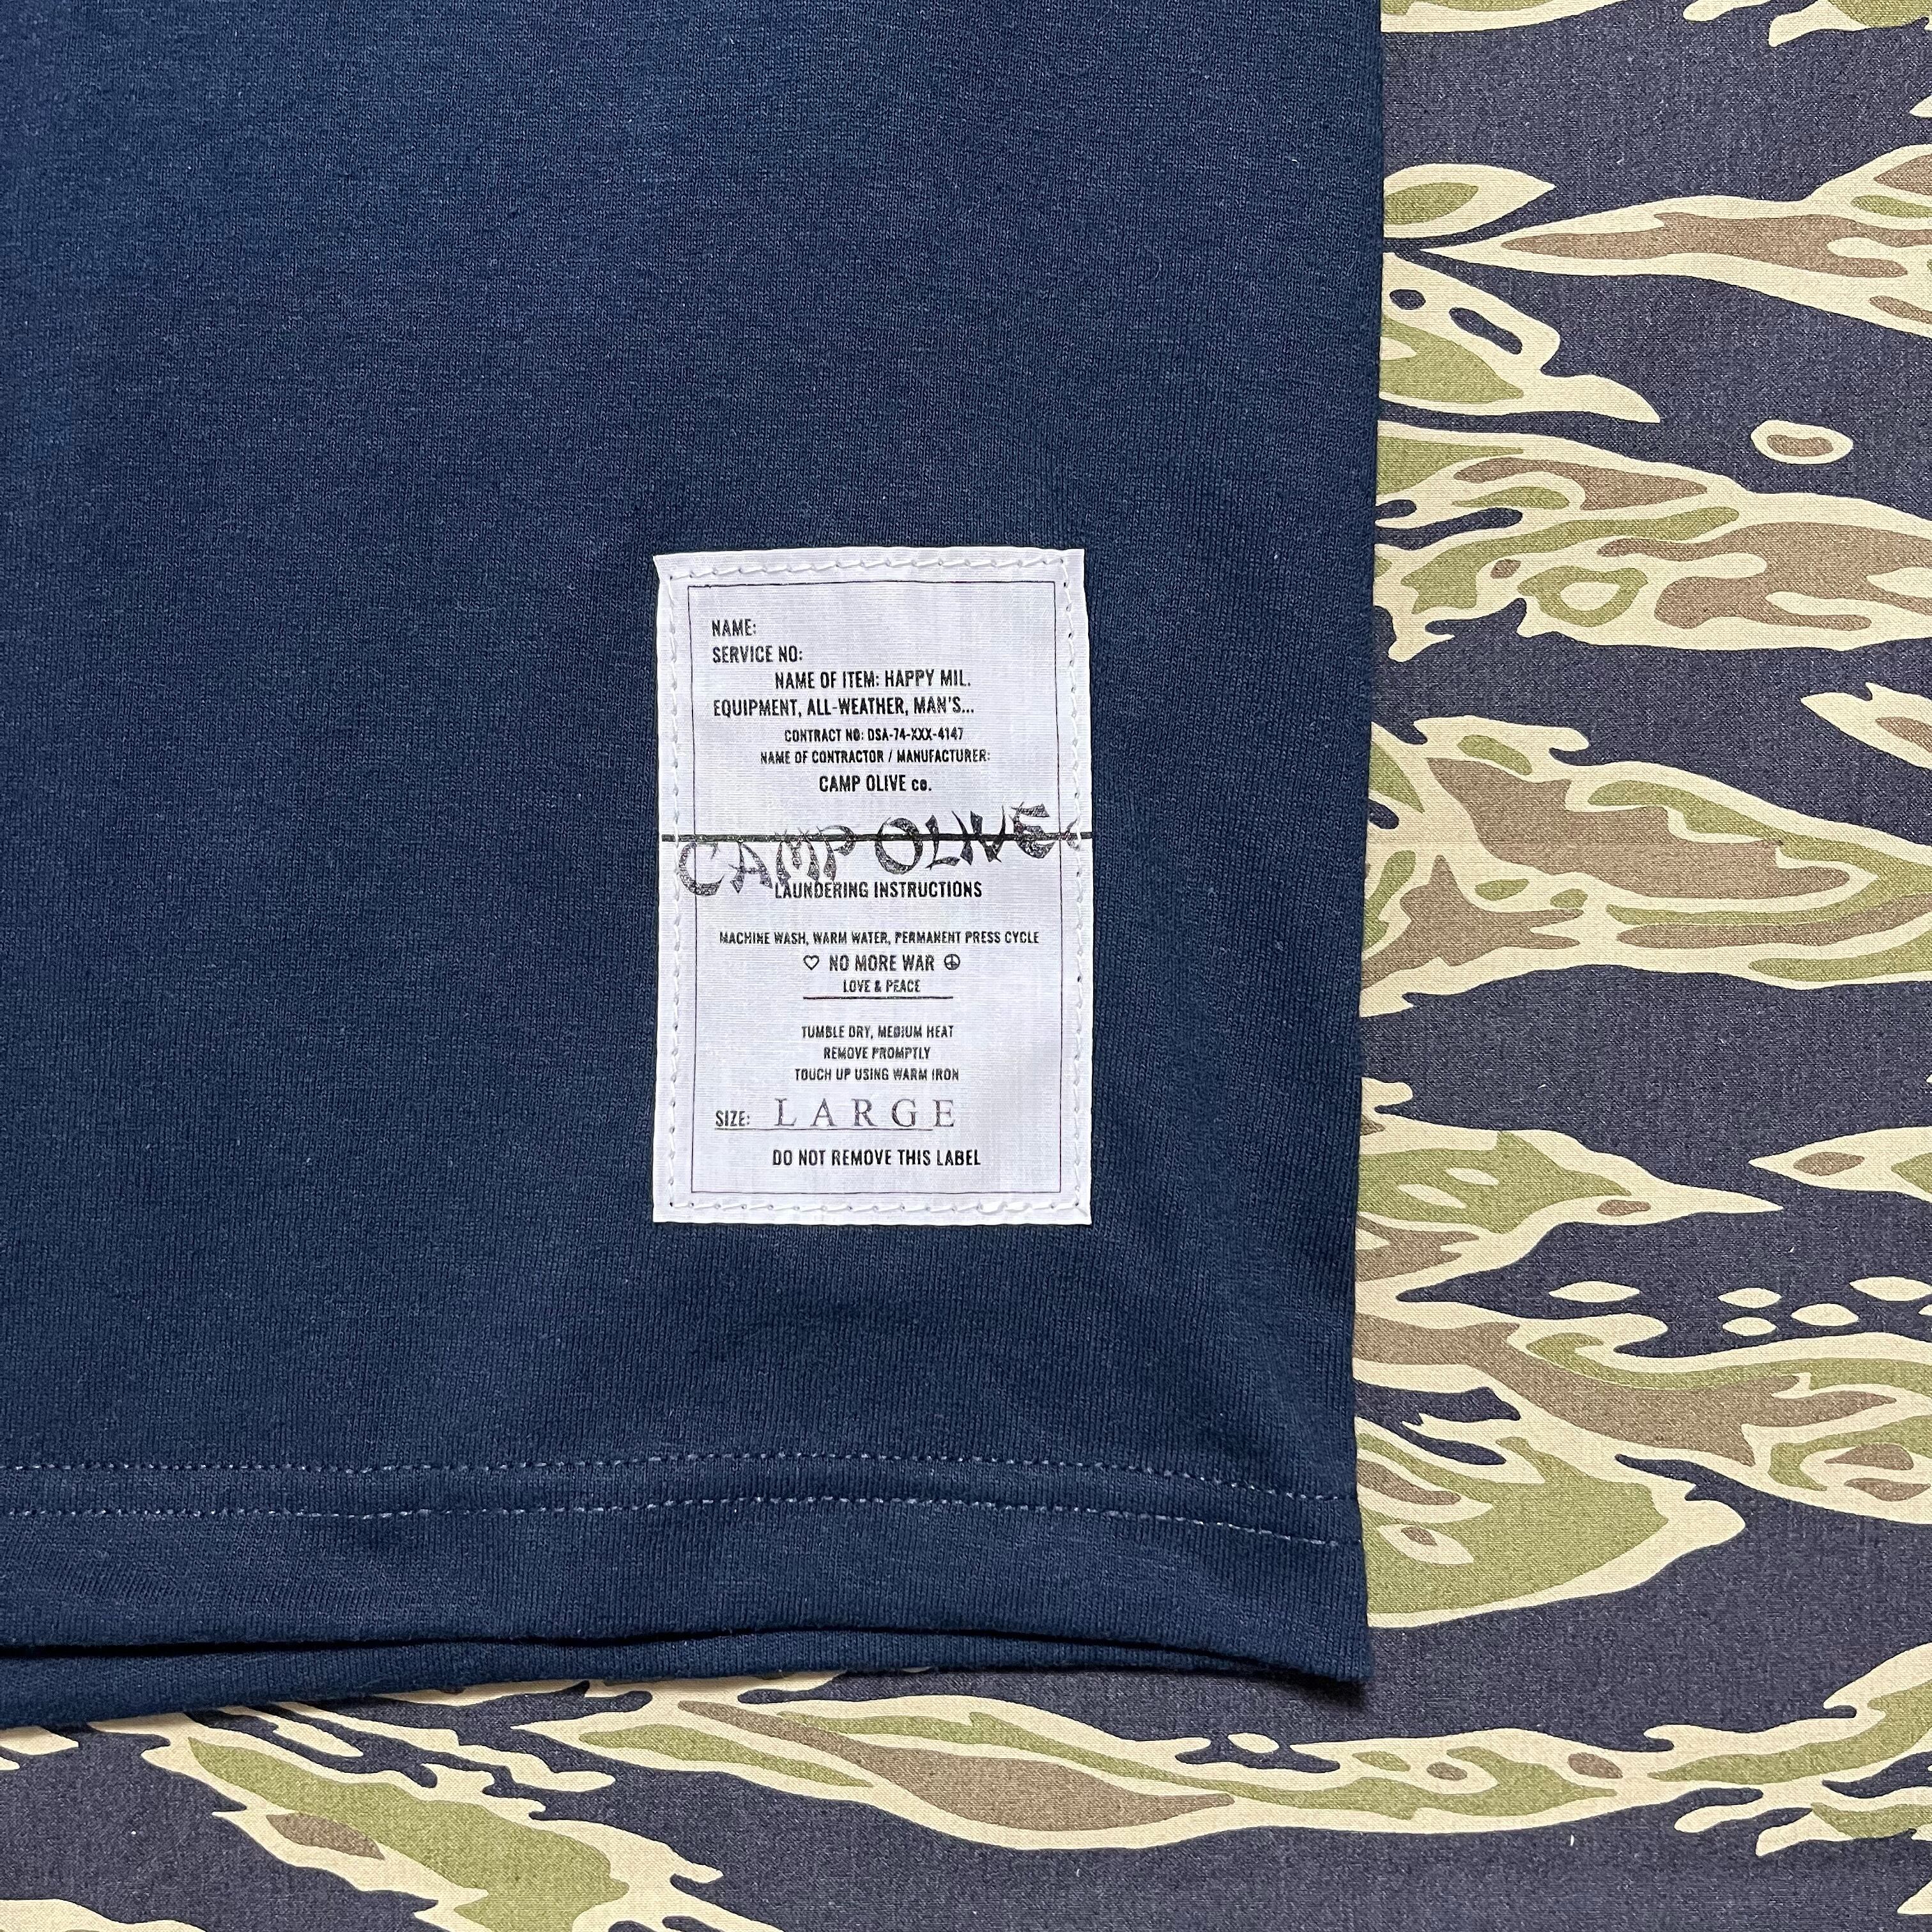 NAME:
SERVICE NO:
NAME OF ITEM: HAPPY MIL.
EQUIPMENT, ALL-WEATHER, MAN'S...
CONTRACT NO: DSA-74-XXX-4147
NAME OF CONTRACTOR / MANUFACTURER:
CAMP OLIVE co.
CAMP OLIVE
LAUNDERING INSTRUCTIONS
MACHINE WASH, WARM WATER, PERMANENT PRESS CYCLE
♡ NO MORE WAR ☮
LOVE & PEACE
TUMBLE DRY, MEDIUM HEAT
REMOVE PROMPTLY
TOUCH UP USING WARM IRON
SIZE: LARGE
DO NOT REMOVE THIS LABEL